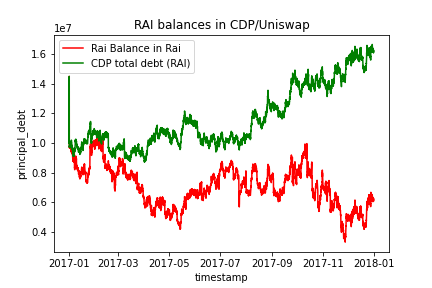 RAI balances in CDP/Uniswap
1e7
Rai Balance in Rai
CDP total debt (RAI)
1.6
1.4
1.2
1.0
0.8
0.6
0.4
principal_debt
2017-01 2017-03 2017-05 2017-07 2017-09 2017-11 2018-01
timestamp